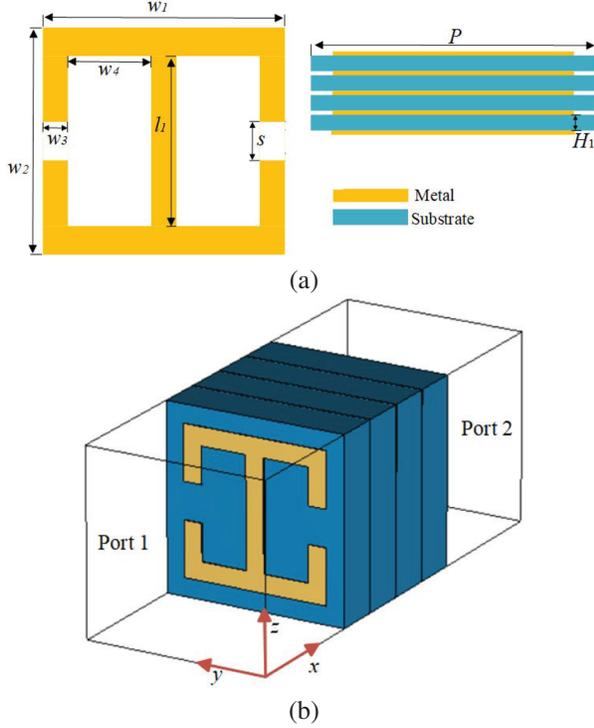 w1
P
w4
w3
l1
s
w2
H1
Metal
Substrate
(a)
Port 2
Port 1
z
y
x
(b)